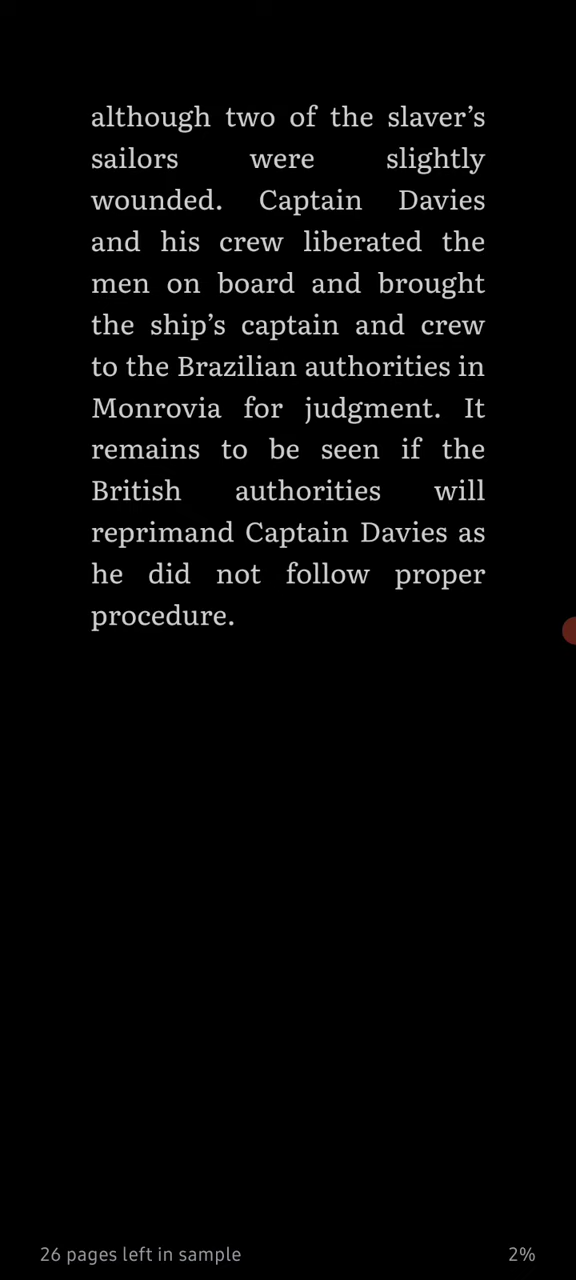 although two of the slaver’s
sailors were slightly
wounded. Captain Davies
and his crew liberated the
men on board and brought
the ship’s captain and crew
to the Brazilian authorities in
Monrovia for judgment. It
remains to be seen if the
British authorities will
reprimand Captain Davies as
he did not follow proper
procedure.
26 pages left in sample 2%